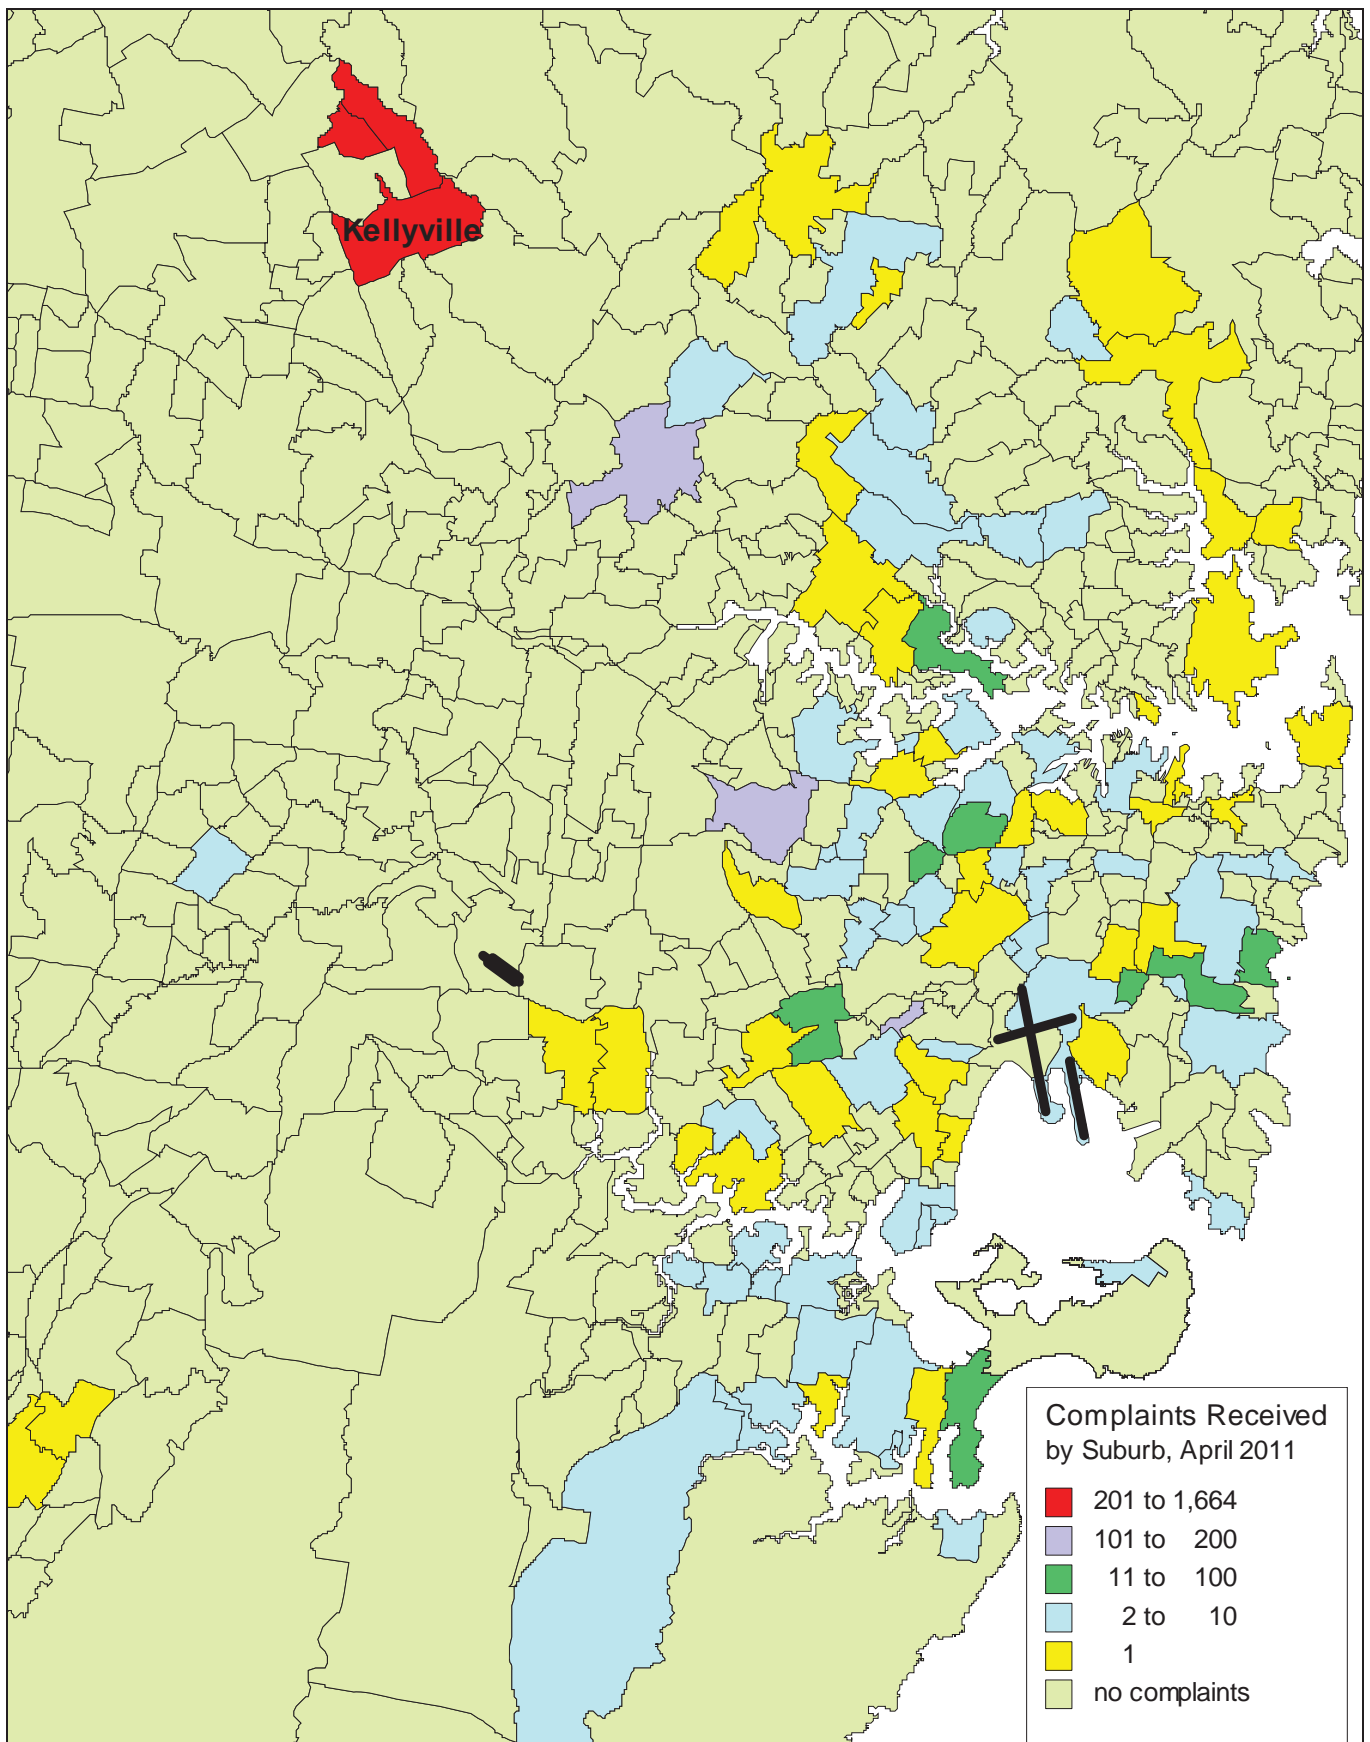 Kellyville
Complaints Received
by Suburb, April 2011
201 to 1,664
101 to 200
11 to 100
2 to 10
1
no complaints